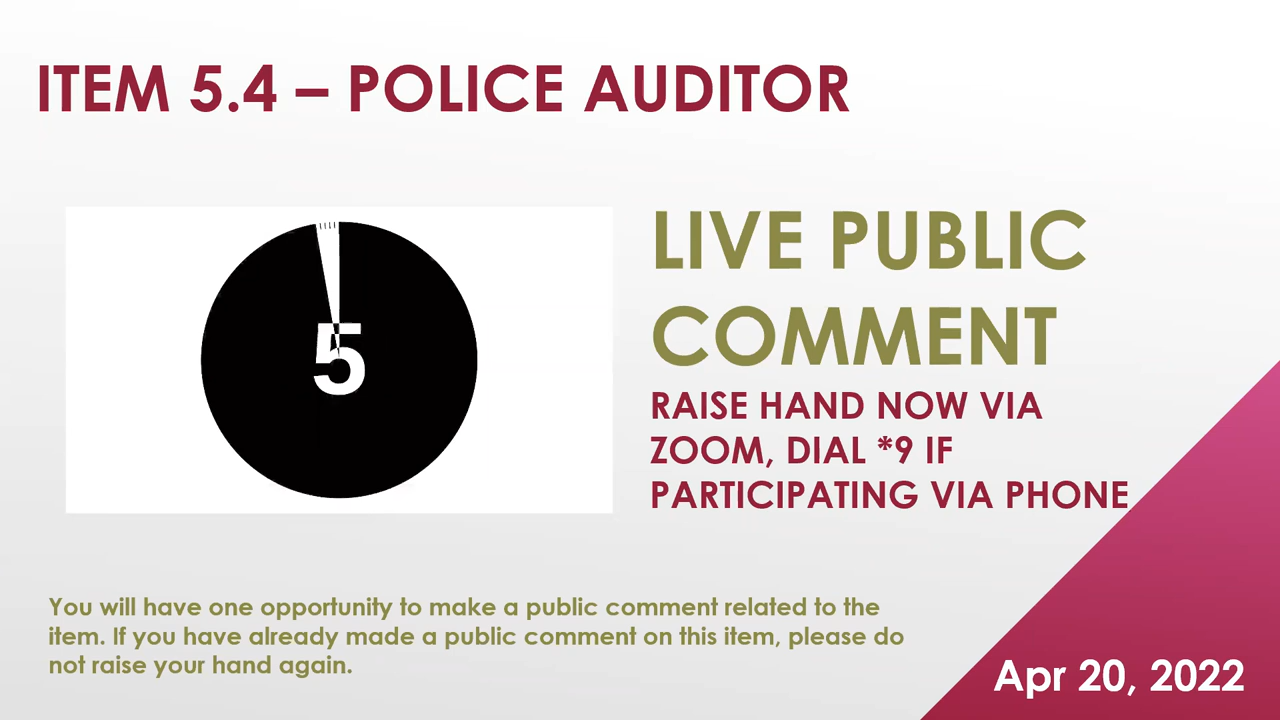 ITEM 5.4 – POLICE AUDITOR
5
LIVE PUBLIC
COMMENT
RAISE HAND NOW VIA
ZOOM, DIAL *9 IF
PARTICIPATING VIA PHONE
You will have one opportunity to make a public comment related to the
item. If you have already made a public comment on this item, please do
not raise your hand again.
Apr 20, 2022